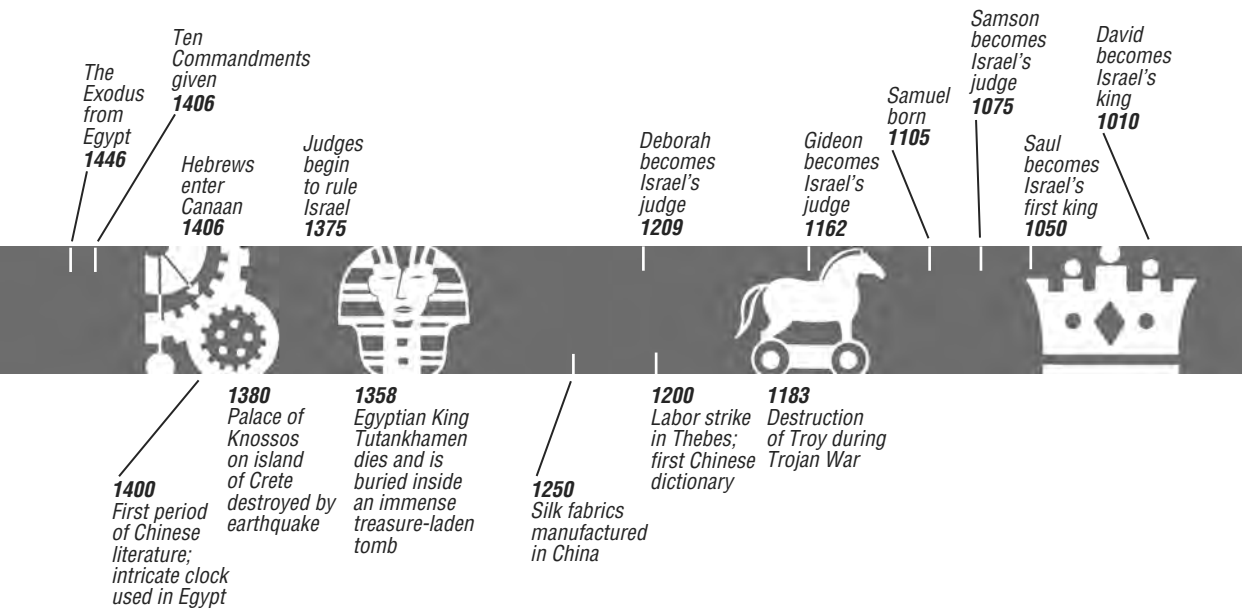 The
Exodus
from
Egypt
1446
Ten
Commandments
given
1406
Hebrews
enter
Canaan
1406
Judges
begin
to rule
Israel
1375
Deborah
becomes
Israel's
judge
1209
Gideon
becomes
Israel's
judge
1162
Samuel
born
1105
Samson
becomes
Israel's
judge
1075
Saul
becomes
Israel's
first king
1050
David
becomes
Israel's
king
1010
1400
First period
of Chinese
literature;
intricate clock
used in Egypt
1380
Palace of
Knossos
on island
of Crete
destroyed by
earthquake
1358
Egyptian King
Tutankhamen
dies and is
buried inside
an immense
treasure-laden
tomb
1250
Silk fabrics
manufactured
in China
1200
Labor strike
in Thebes;
first Chinese
dictionary
1183
Destruction
of Troy during
Trojan War